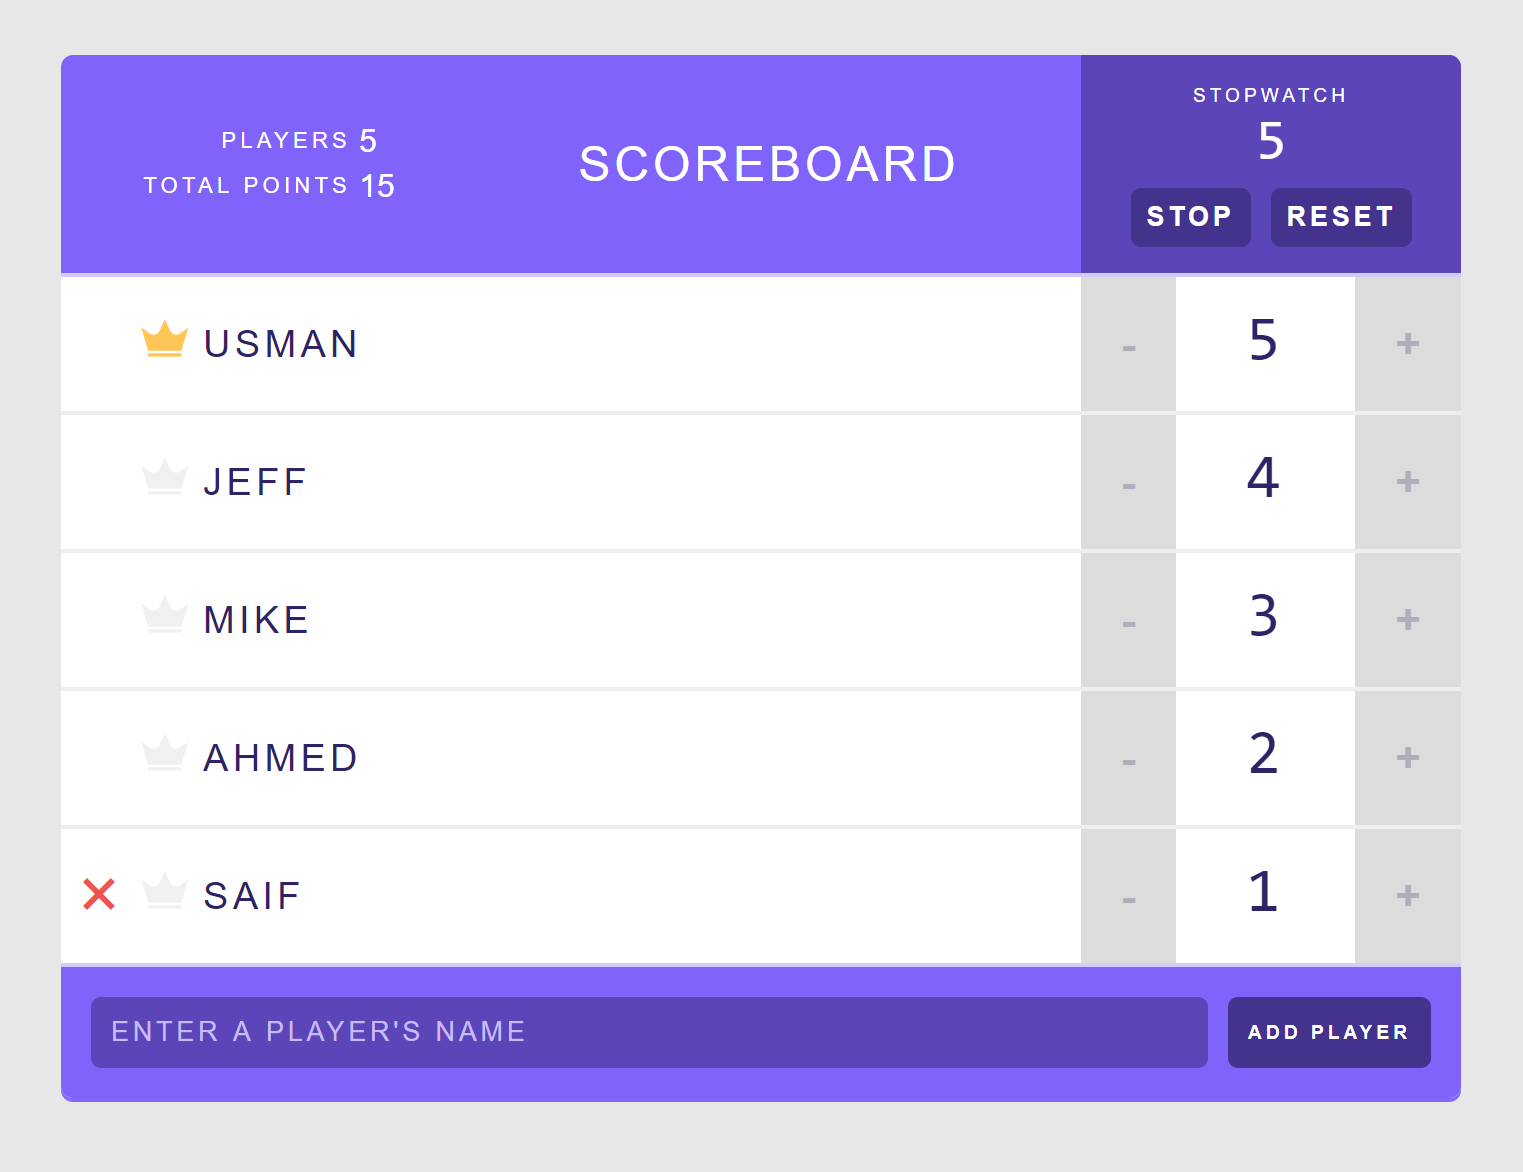 PLAYERS 5
TOTAL POINTS 15
SCOREBOARD
STOPWATCH
5
STOP RESET
USMAN - 5 +
JEFF - 4 +
MIKE - 3 +
AHMED - 2 +
✕ SAIF - 1 +
ENTER A PLAYER'S NAME ADD PLAYER